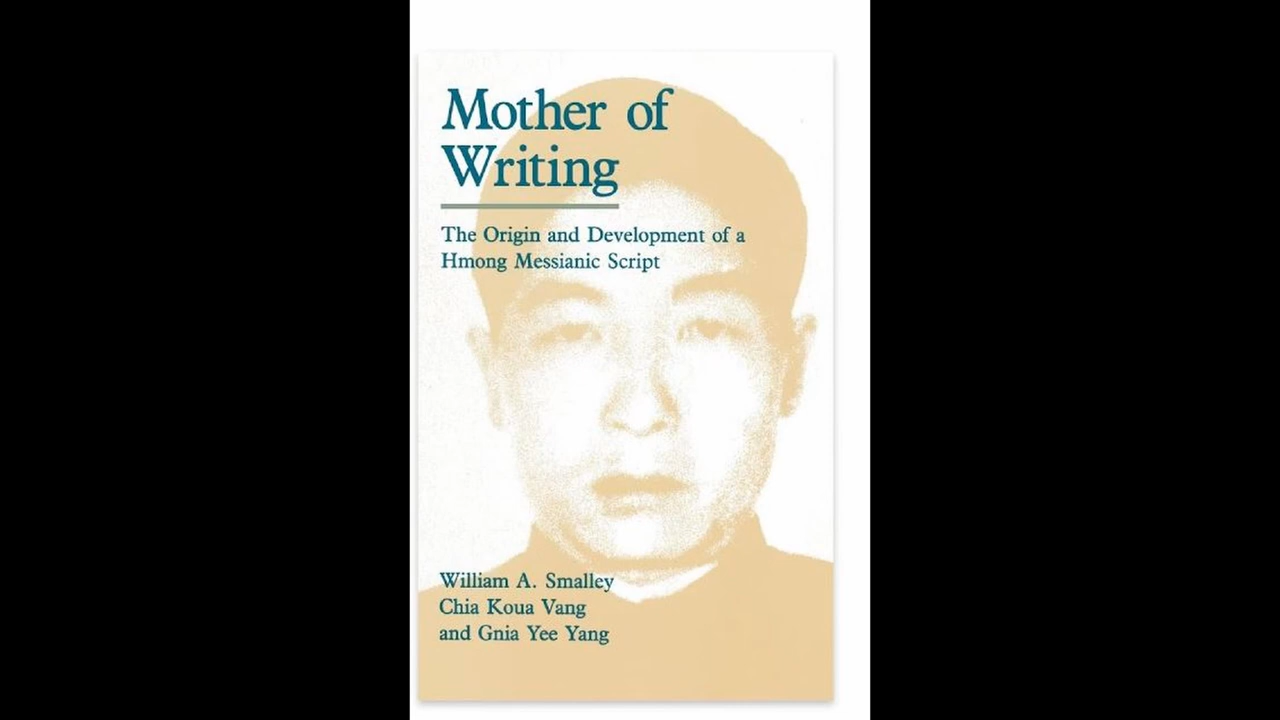 Mother of
Writing
The Origin and Development of a
Hmong Messianic Script
William A. Smalley
Chia Koua Vang
and Gnia Yee Yang